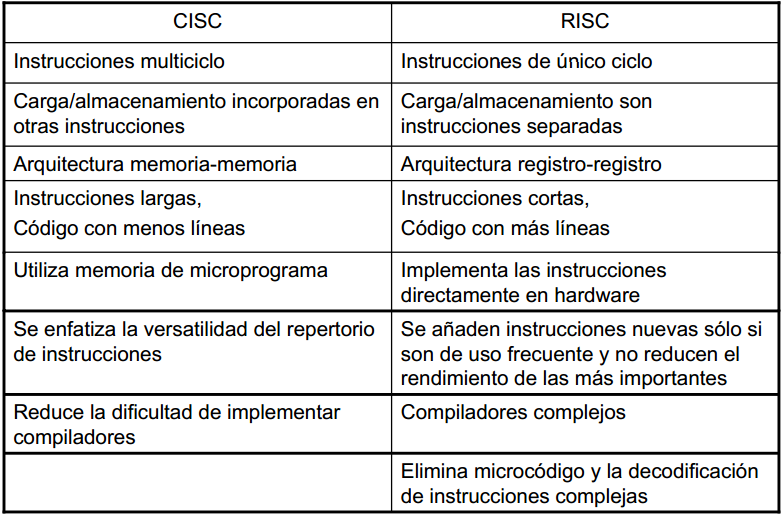 CISC
RISC
Instrucciones multiciclo
Instrucciones de único ciclo
Carga/almacenamiento incorporadas en
otras instrucciones
Carga/almacenamiento son
instrucciones separadas
Arquitectura memoria-memoria
Arquitectura registro-registro
Instrucciones largas,
Código con menos líneas
Instrucciones cortas,
Código con más líneas
Utiliza memoria de microprograma
Implementa las instrucciones
directamente en hardware
Se enfatiza la versatilidad del repertorio
de instrucciones
Se añaden instrucciones nuevas sólo si
son de uso frecuente y no reducen el
rendimiento de las más importantes
Reduce la dificultad de implementar
compiladores
Compiladores complejos
Elimina microcódigo y la decodificación
de instrucciones complejas